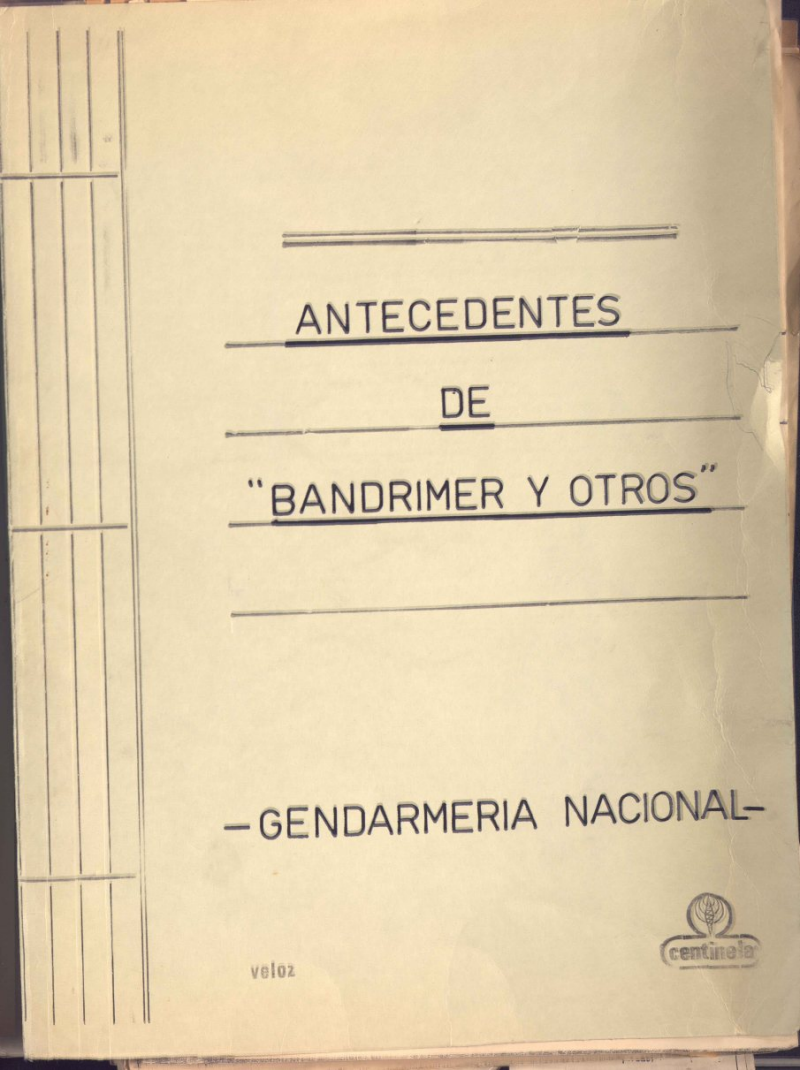 ANTECEDENTES
DE
"BANDRIMER Y OTROS"
-GENDARMERIA NACIONAL-
centinela
veloz